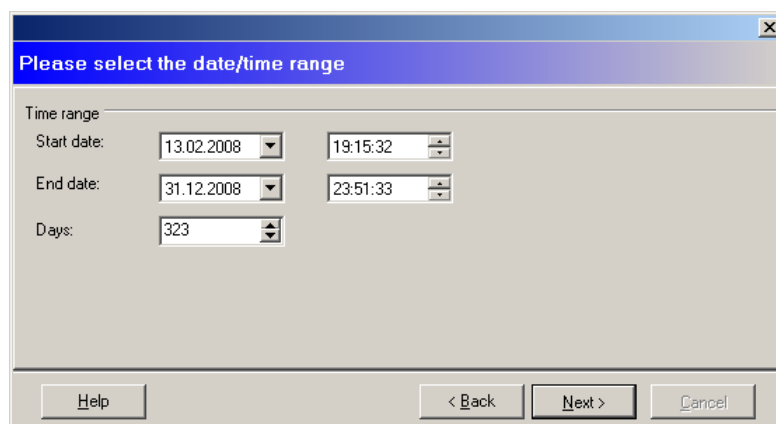 Please select the date/time range
Time range
Start date: 13.02.2008 19:15:32
End date: 31.12.2008 23:51:33
Days: 323
Help < Back Next > Cancel